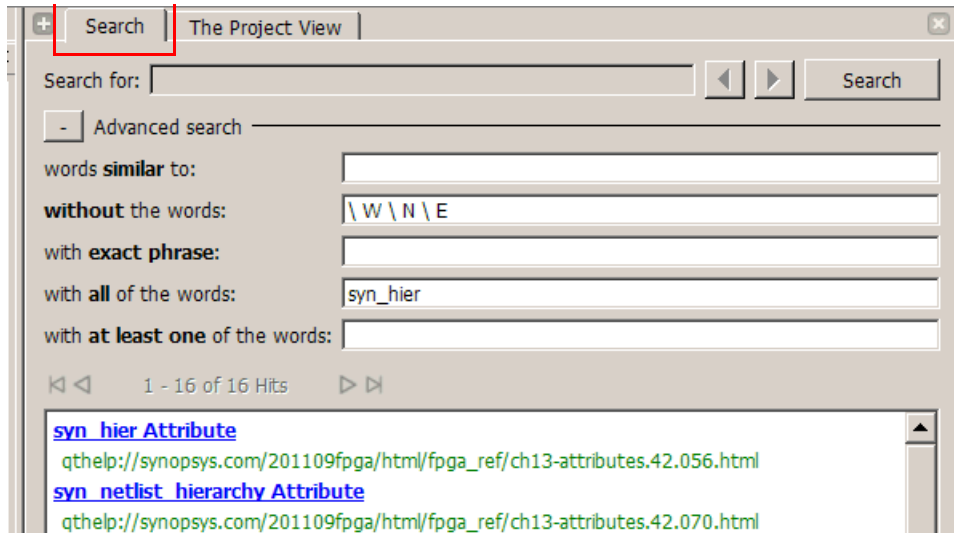 Search The Project View
Search for: Search
- Advanced search
words similar to:
without the words: \ W \ N \ E
with exact phrase:
with all of the words: syn_hier
with at least one of the words:
1 - 16 of 16 Hits
syn_hier Attribute
qthelp://synopsys.com/201109fpga/html/fpga_ref/ch13-attributes.42.056.html
syn_netlist_hierarchy Attribute
qthelp://synopsys.com/201109fpga/html/fpga_ref/ch13-attributes.42.070.html